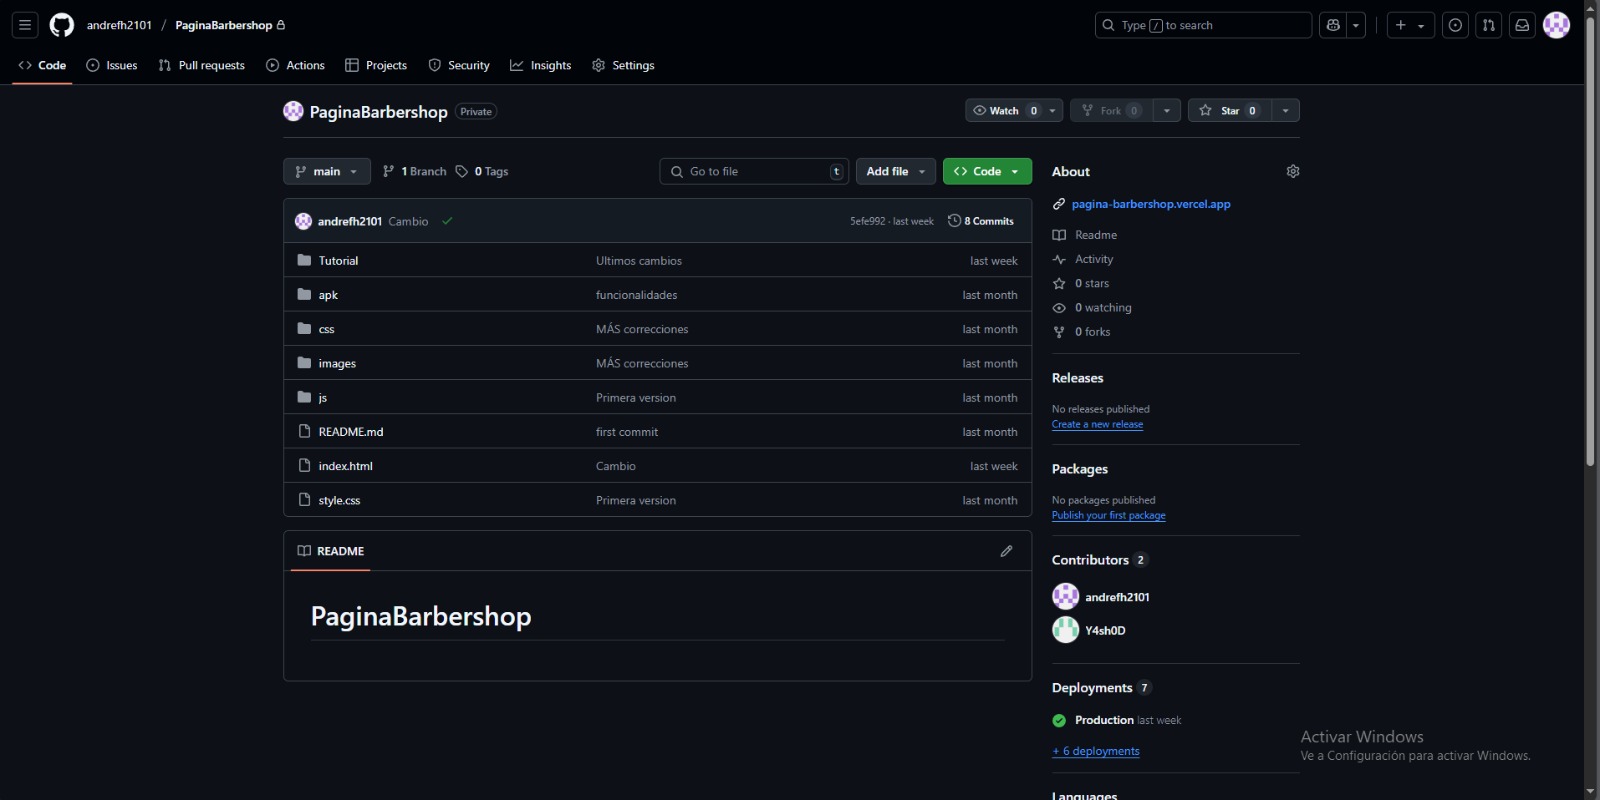 andrefh2101 / PaginaBarbershop
Type / to search
Code Issues Pull requests Actions Projects Security Insights Settings
PaginaBarbershop Private
Watch 0 Fork 0 Star 0
main 1 Branch 0 Tags Go to file t Add file Code
andrefh2101 Cambio 5efe992 · last week 8 Commits
Tutorial Ultimos cambios last week
apk funcionalidades last month
css MÁS correcciones last month
images MÁS correcciones last month
js Primera version last month
README.md first commit last month
index.html Cambio last week
style.css Primera version last month
README
PaginaBarbershop
About
pagina-barbershop.vercel.app
Readme
Activity
0 stars
0 watching
0 forks
Releases
No releases published
Create a new release
Packages
No packages published
Publish your first package
Contributors 2
andrefh2101
Y4sh0D
Deployments 7
Production last week
+ 6 deployments
Languages
Activar Windows
Ve a Configuración para activar Windows.